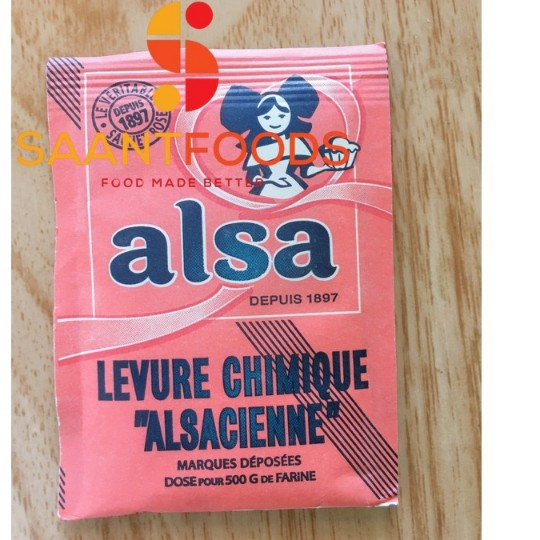 LE VÉRITABLE
DEPUIS
1897
SACHET ROSE
SAANTFOODS
FOOD MADE BETTER
alsa
DEPUIS 1897
LEVURE CHIMIQUE
"ALSACIENNE"
MARQUES DÉPOSÉES
DOSE POUR 500 G DE FARINE